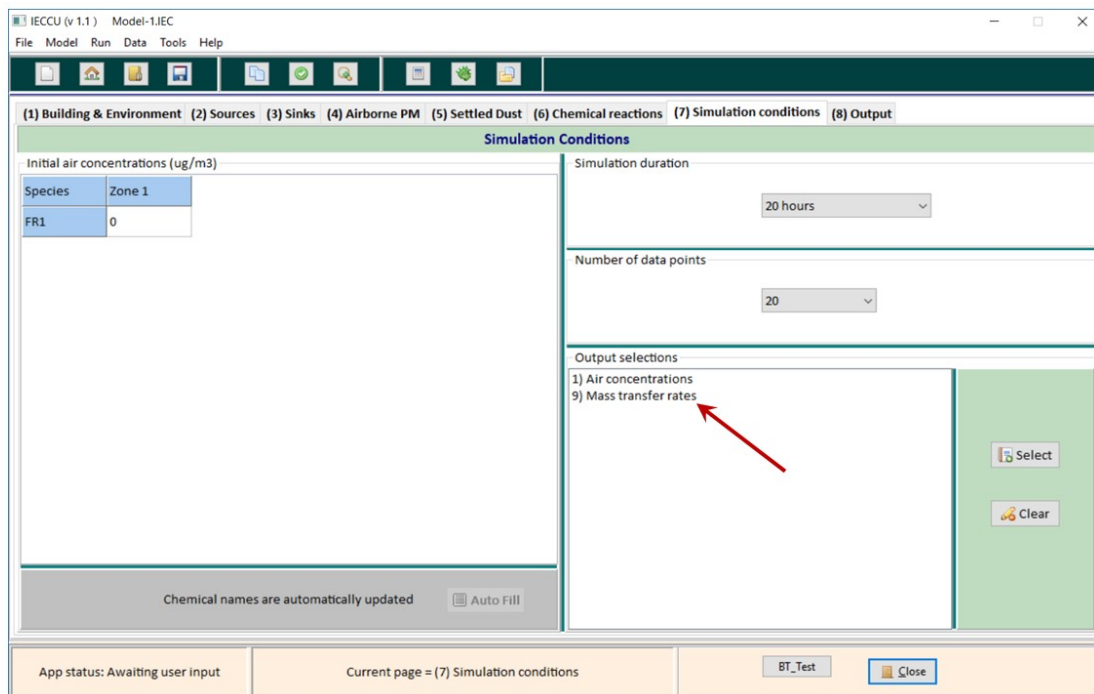 IECCU (v 1.1 )    Model-1.IEC
File Model Run Data Tools Help
(1) Building & Environment (2) Sources (3) Sinks (4) Airborne PM (5) Settled Dust (6) Chemical reactions (7) Simulation conditions (8) Output
Simulation Conditions
Initial air concentrations (ug/m3)
Species Zone 1
FR1 0
Chemical names are automatically updated
Auto Fill
Simulation duration
20 hours
Number of data points
20
Output selections
1) Air concentrations
9) Mass transfer rates
Select
Clear
App status: Awaiting user input
Current page = (7) Simulation conditions
BT_Test
Close